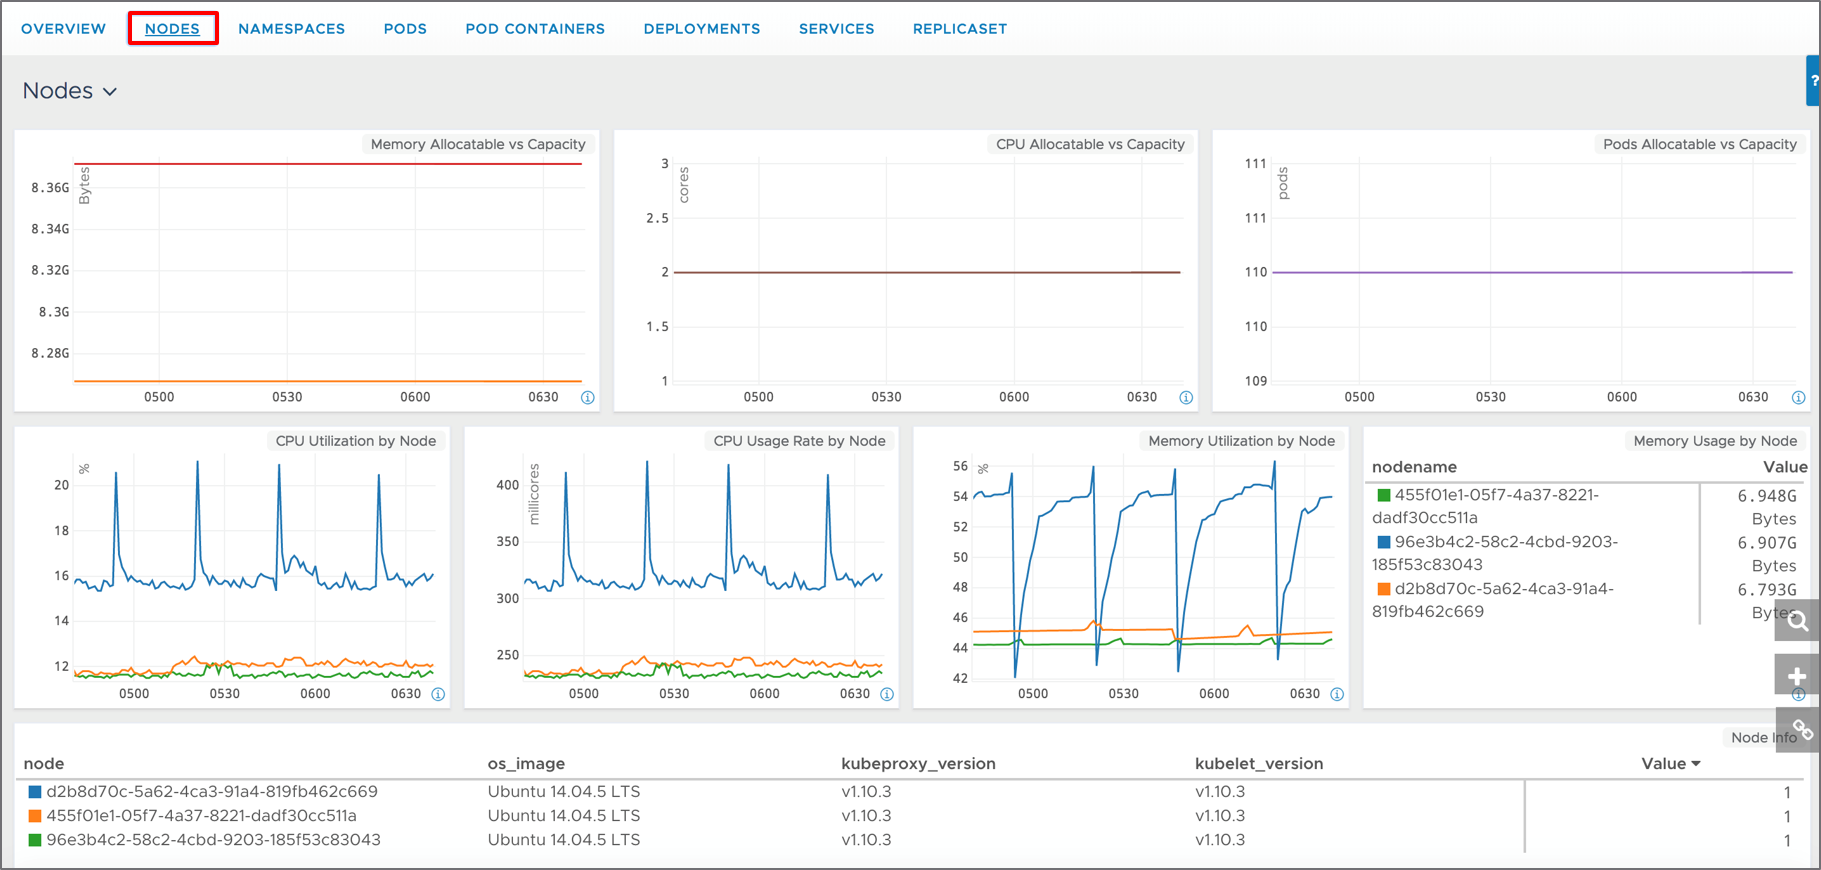 OVERVIEW NODES NAMESPACES PODS POD CONTAINERS DEPLOYMENTS SERVICES REPLICASET
?
Nodes
Memory Allocatable vs Capacity
Bytes
8.36G
8.34G
8.32G
8.3G
8.28G
0500 0530 0600 0630
CPU Allocatable vs Capacity
cores
3
2.5
2
1.5
1
0500 0530 0600 0630
Pods Allocatable vs Capacity
pods
111
111
110
110
109
0500 0530 0600 0630
CPU Utilization by Node
%
20
18
16
14
12
0500 0530 0600 0630
CPU Usage Rate by Node
millicores
400
350
300
250
0500 0530 0600 0630
Memory Utilization by Node
%
56
54
52
50
48
46
44
42
0500 0530 0600 0630
Memory Usage by Node
nodename Value
455f01e1-05f7-4a37-8221- 6.948G
dadf30cc511a Bytes
96e3b4c2-58c2-4cbd-9203- 6.907G
185f53c83043 Bytes
d2b8d70c-5a62-4ca3-91a4- 6.793G
819fb462c669 Bytes
Node Info
node os_image kubeproxy_version kubelet_version Value
d2b8d70c-5a62-4ca3-91a4-819fb462c669 Ubuntu 14.04.5 LTS v1.10.3 v1.10.3 1
455f01e1-05f7-4a37-8221-dadf30cc511a Ubuntu 14.04.5 LTS v1.10.3 v1.10.3 1
96e3b4c2-58c2-4cbd-9203-185f53c83043 Ubuntu 14.04.5 LTS v1.10.3 v1.10.3 1